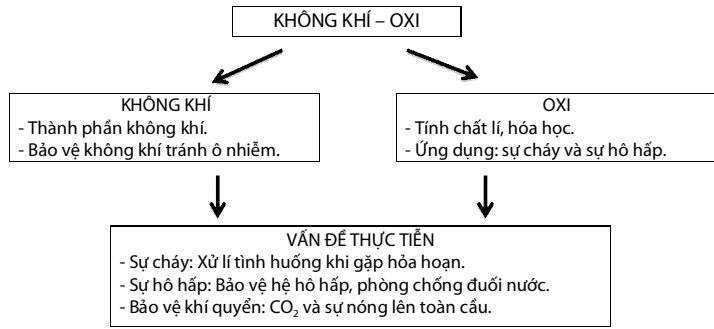 KHÔNG KHÍ – OXI
KHÔNG KHÍ
- Thành phần không khí.
- Bảo vệ không khí tránh ô nhiễm.
OXI
- Tính chất lí, hóa học.
- Ứng dụng: sự cháy và sự hô hấp.
VẤN ĐỀ THỰC TIỄN
- Sự cháy: Xử lí tình huống khi gặp hỏa hoạn.
- Sự hô hấp: Bảo vệ hệ hô hấp, phòng chống đuối nước.
- Bảo vệ khí quyển: CO₂ và sự nóng lên toàn cầu.